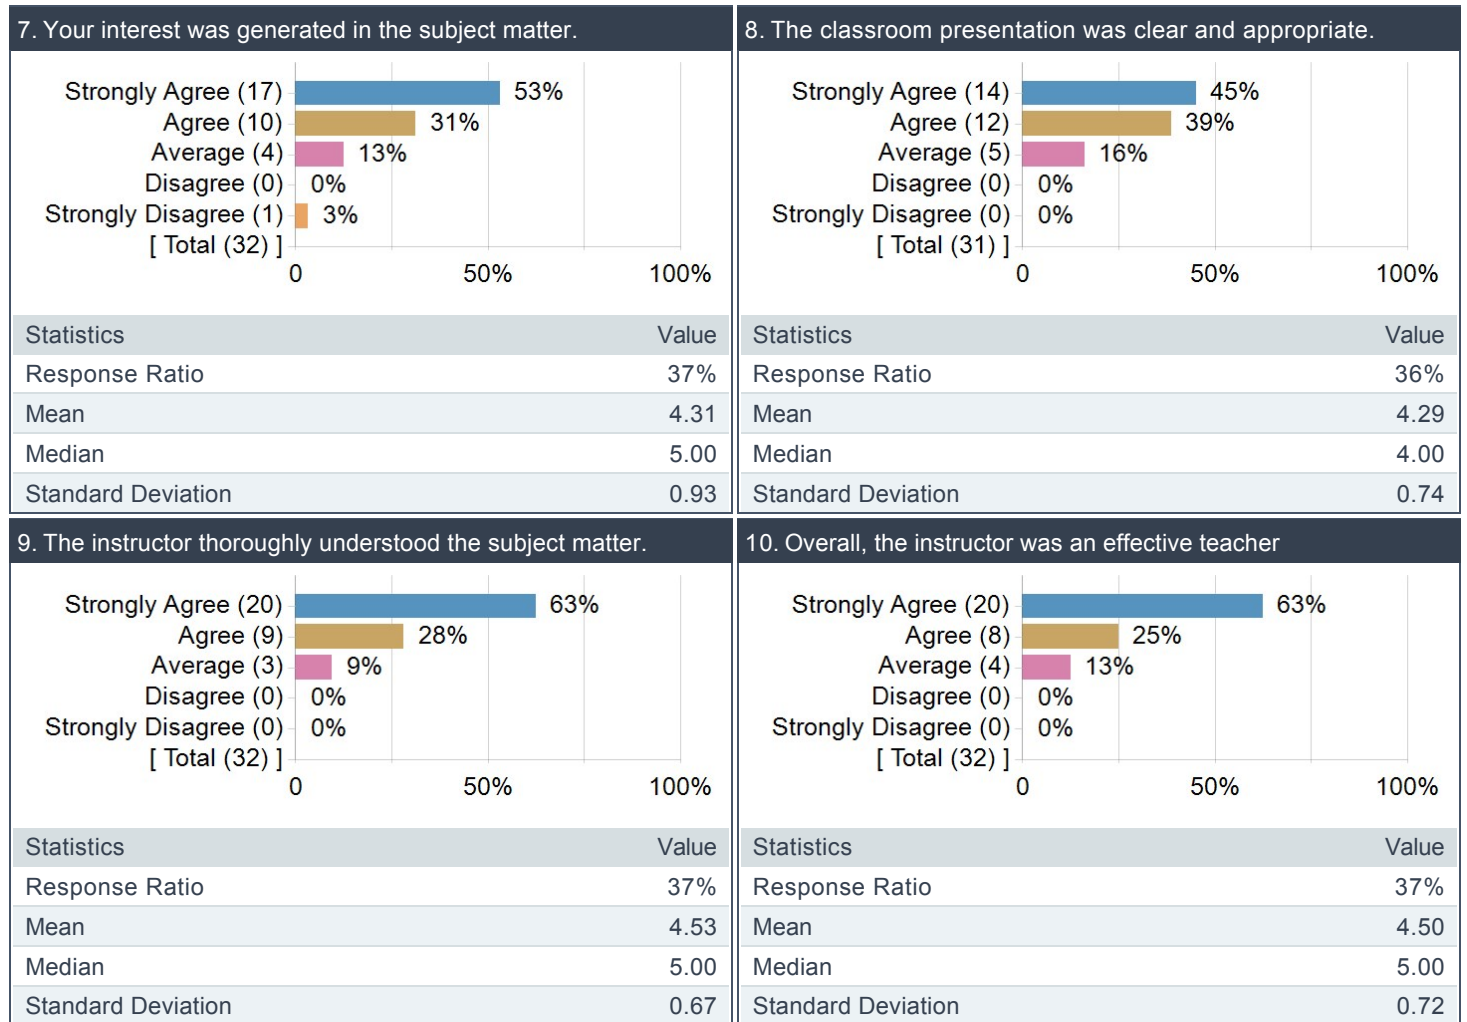 7. Your interest was generated in the subject matter.
Strongly Agree (17) 53%
Agree (10) 31%
Average (4) 13%
Disagree (0) 0%
Strongly Disagree (1) 3%
[ Total (32) ]
0 50% 100%
Statistics Value
Response Ratio 37%
Mean 4.31
Median 5.00
Standard Deviation 0.93
8. The classroom presentation was clear and appropriate.
Strongly Agree (14) 45%
Agree (12) 39%
Average (5) 16%
Disagree (0) 0%
Strongly Disagree (0) 0%
[ Total (31) ]
0 50% 100%
Statistics Value
Response Ratio 36%
Mean 4.29
Median 4.00
Standard Deviation 0.74
9. The instructor thoroughly understood the subject matter.
Strongly Agree (20) 63%
Agree (9) 28%
Average (3) 9%
Disagree (0) 0%
Strongly Disagree (0) 0%
[ Total (32) ]
0 50% 100%
Statistics Value
Response Ratio 37%
Mean 4.53
Median 5.00
Standard Deviation 0.67
10. Overall, the instructor was an effective teacher
Strongly Agree (20) 63%
Agree (8) 25%
Average (4) 13%
Disagree (0) 0%
Strongly Disagree (0) 0%
[ Total (32) ]
0 50% 100%
Statistics Value
Response Ratio 37%
Mean 4.50
Median 5.00
Standard Deviation 0.72